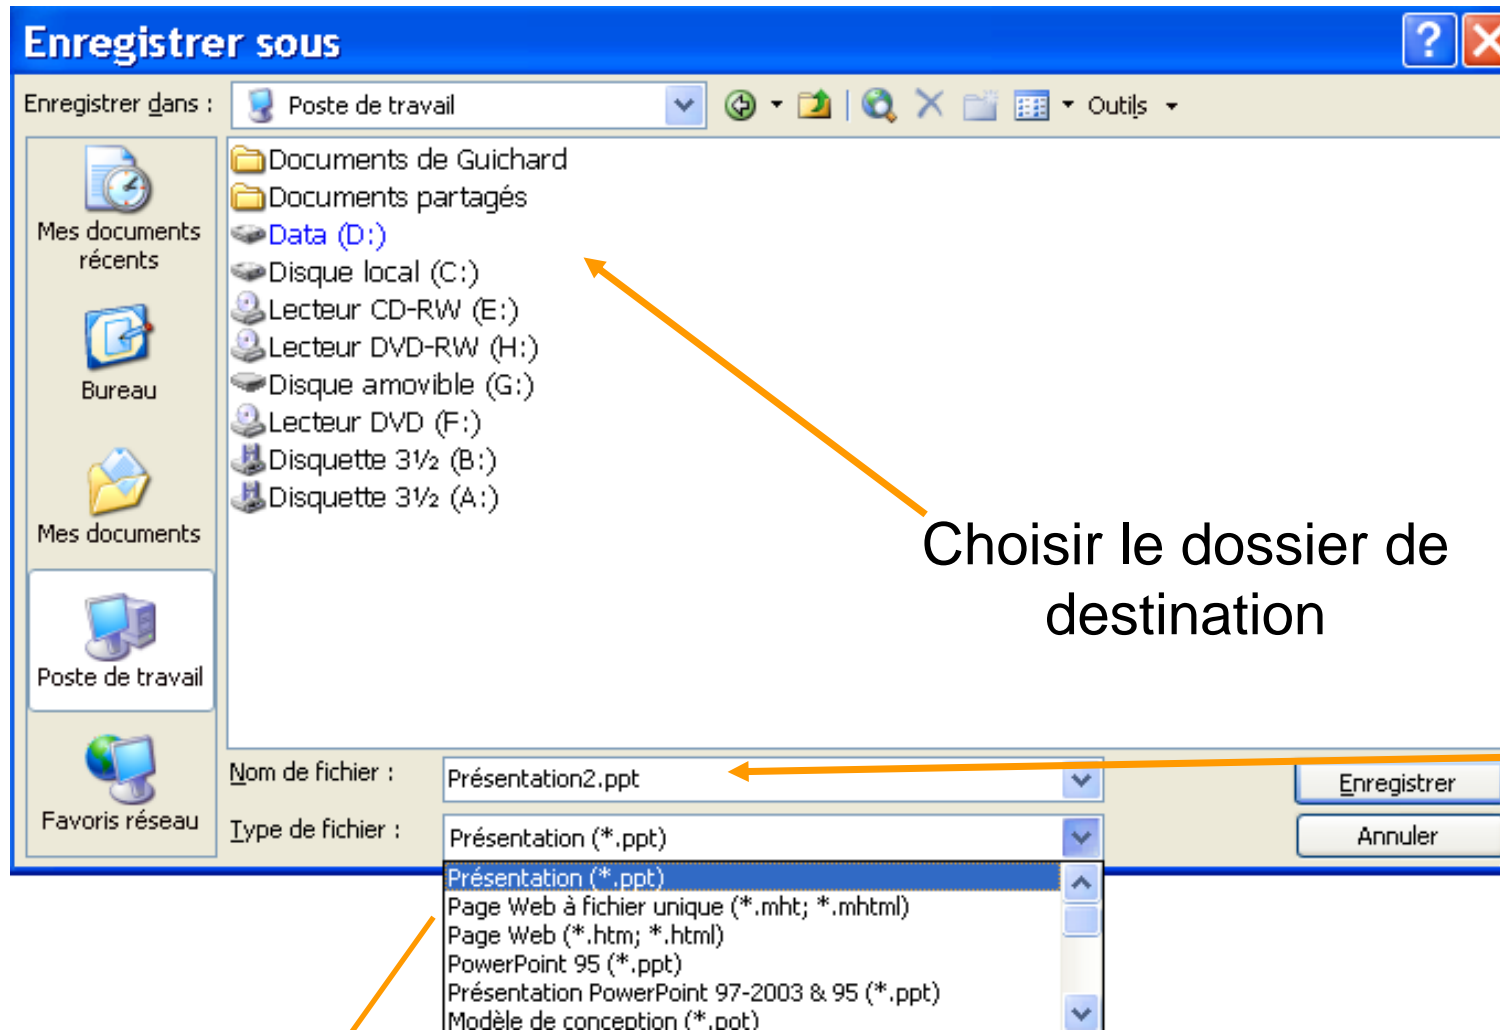 Enregistrer sous
Enregistrer dans :
Poste de travail
Outils
Mes documents
récents
Bureau
Mes documents
Poste de travail
Favoris réseau
Documents de Guichard
Documents partagés
Data (D:)
Disque local (C:)
Lecteur CD-RW (E:)
Lecteur DVD-RW (H:)
Disque amovible (G:)
Lecteur DVD (F:)
Disquette 3½ (B:)
Disquette 3½ (A:)
Choisir le dossier de
destination
Nom de fichier :
Présentation2.ppt
Enregistrer
Type de fichier :
Présentation (*.ppt)
Annuler
Présentation (*.ppt)
Page Web à fichier unique (*.mht; *.mhtml)
Page Web (*.htm; *.html)
PowerPoint 95 (*.ppt)
Présentation PowerPoint 97-2003 & 95 (*.ppt)
Modèle de conception (*.pot)